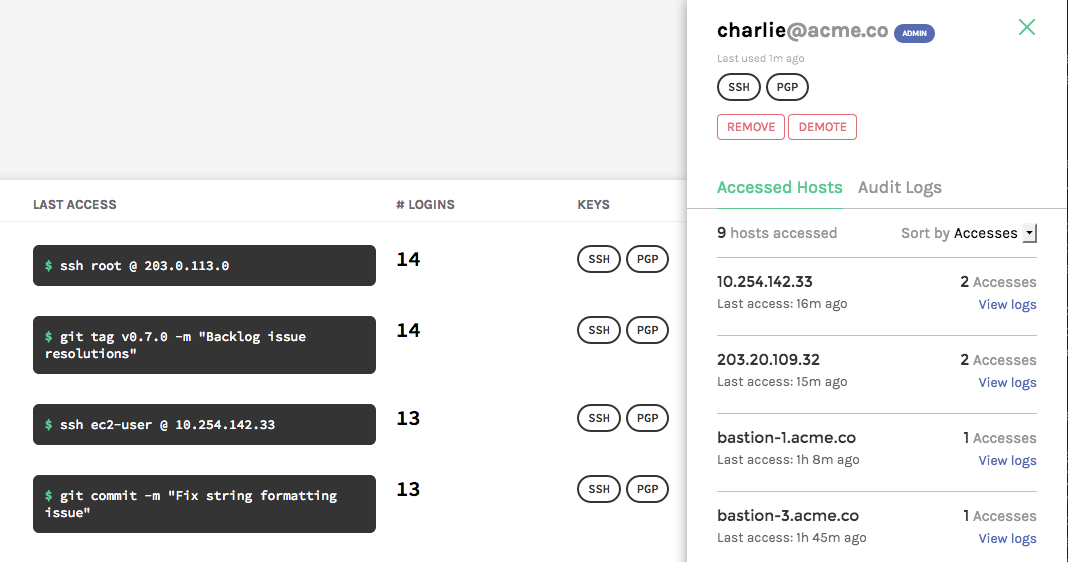 LAST ACCESS # LOGINS KEYS
$ ssh root @ 203.0.113.0 14 SSH PGP
$ git tag v0.7.0 -m "Backlog issue
resolutions" 14 SSH PGP
$ ssh ec2-user @ 10.254.142.33 13 SSH PGP
$ git commit -m "Fix string formatting
issue" 13 SSH PGP
charlie@acme.co ADMIN
Last used 1m ago
SSH PGP
REMOVE DEMOTE
Accessed Hosts Audit Logs
9 hosts accessed Sort by Accesses
10.254.142.33 2 Accesses
Last access: 16m ago View logs
203.20.109.32 2 Accesses
Last access: 15m ago View logs
bastion-1.acme.co 1 Accesses
Last access: 1h 8m ago View logs
bastion-3.acme.co 1 Accesses
Last access: 1h 45m ago View logs